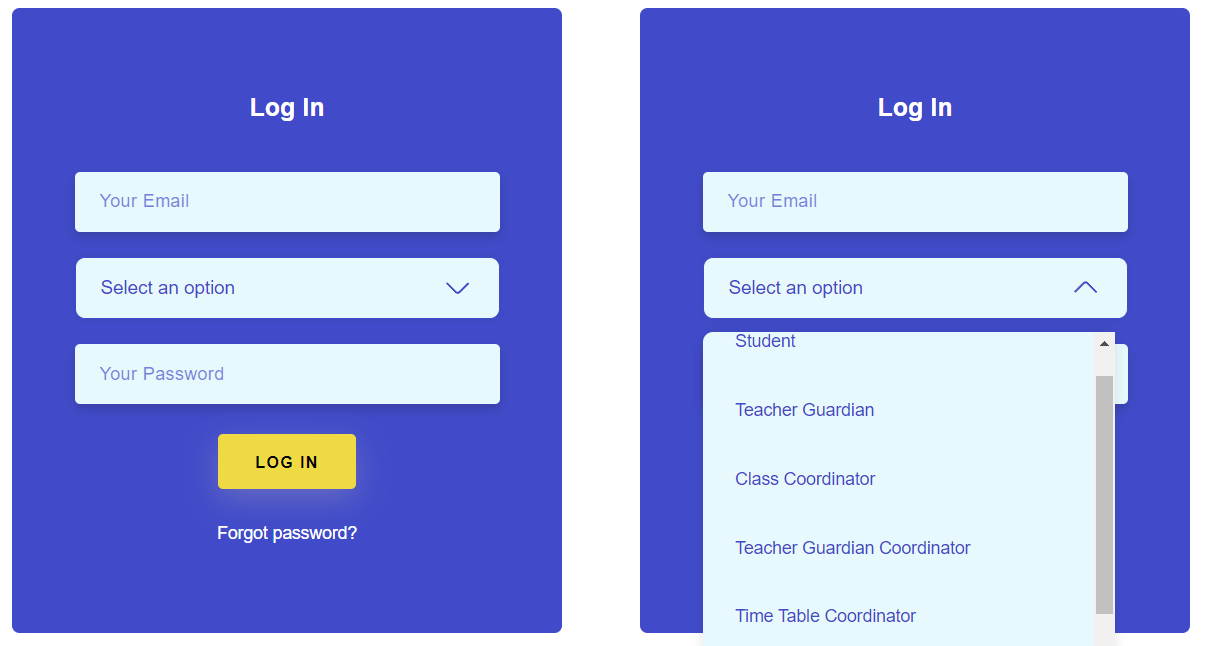 Log In
Your Email
Select an option
Your Password
LOG IN
Forgot password?
Log In
Your Email
Select an option
Student
Teacher Guardian
Class Coordinator
Teacher Guardian Coordinator
Time Table Coordinator